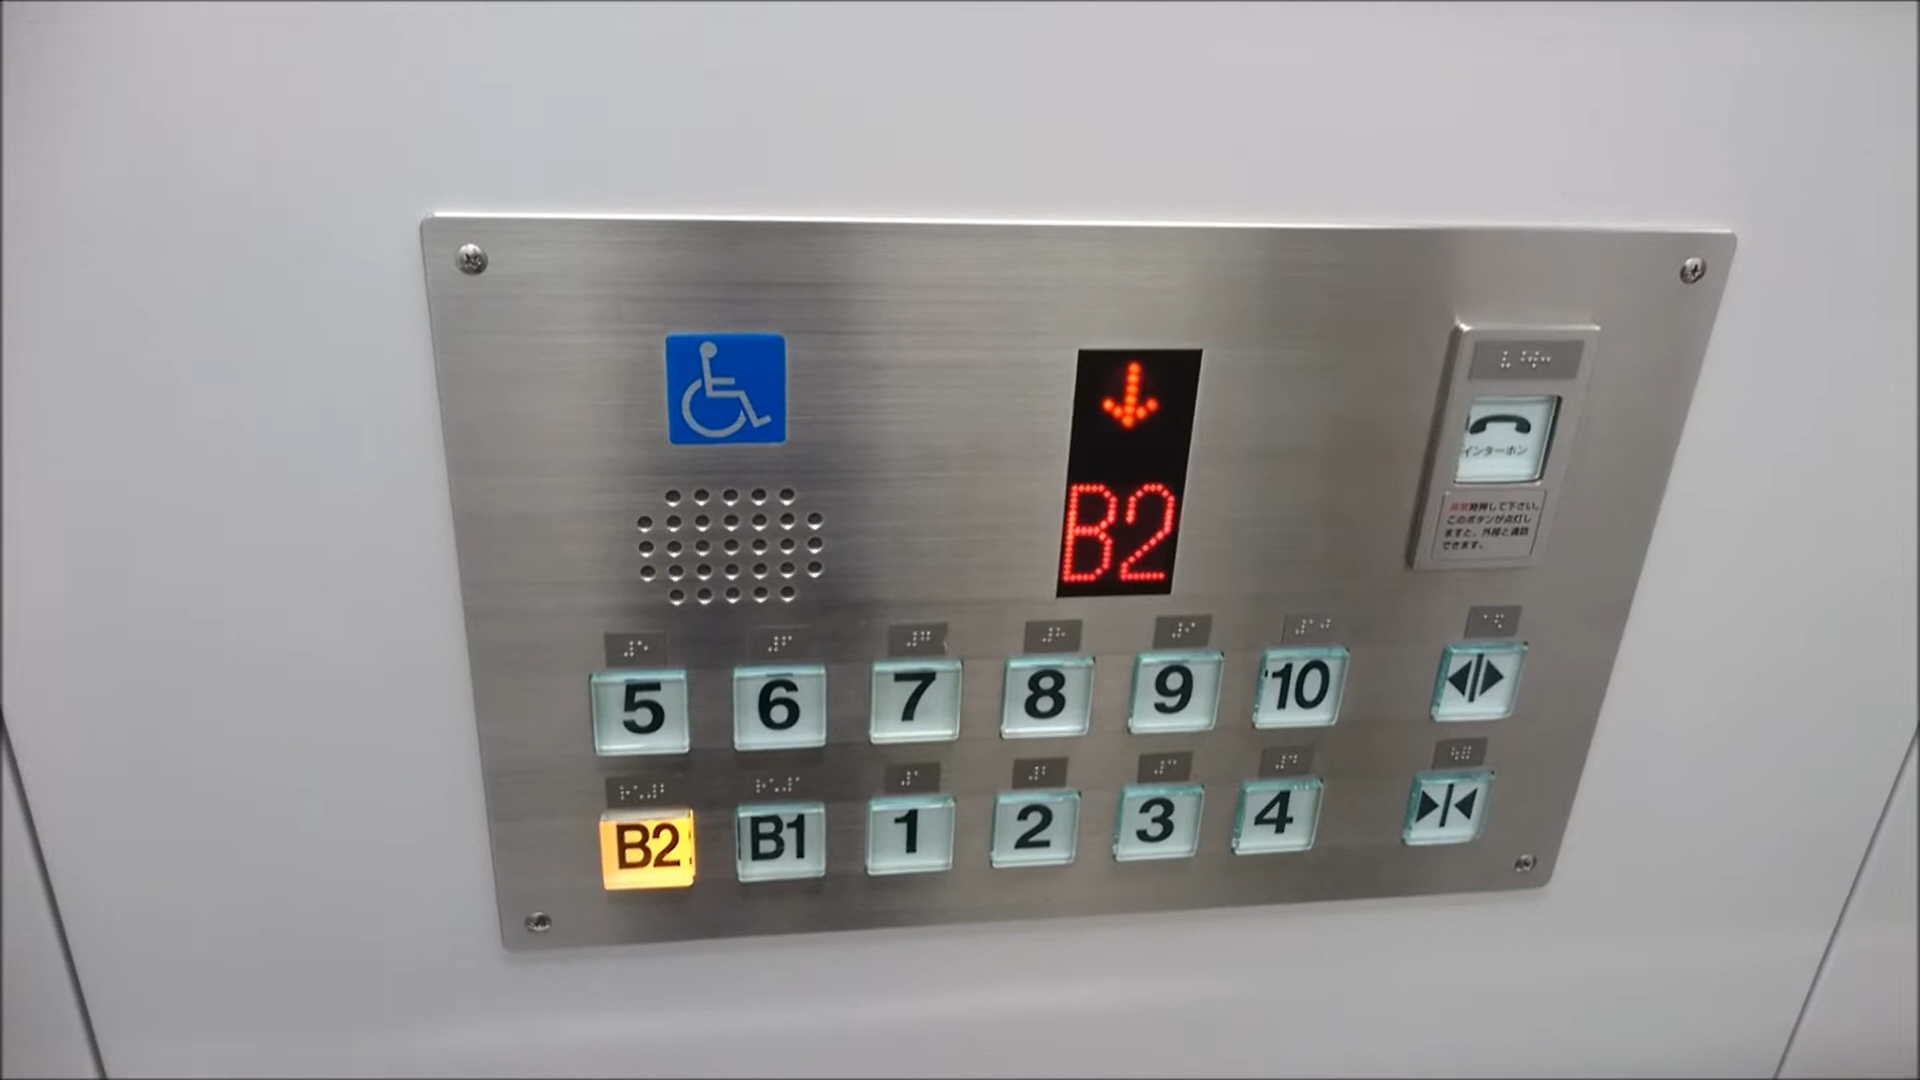 B2
インターホン
非常時押して下さい。
このボタンが点灯し
ますと、外部と通話
できます。
5 6 7 8 9 10
B2 B1 1 2 3 4